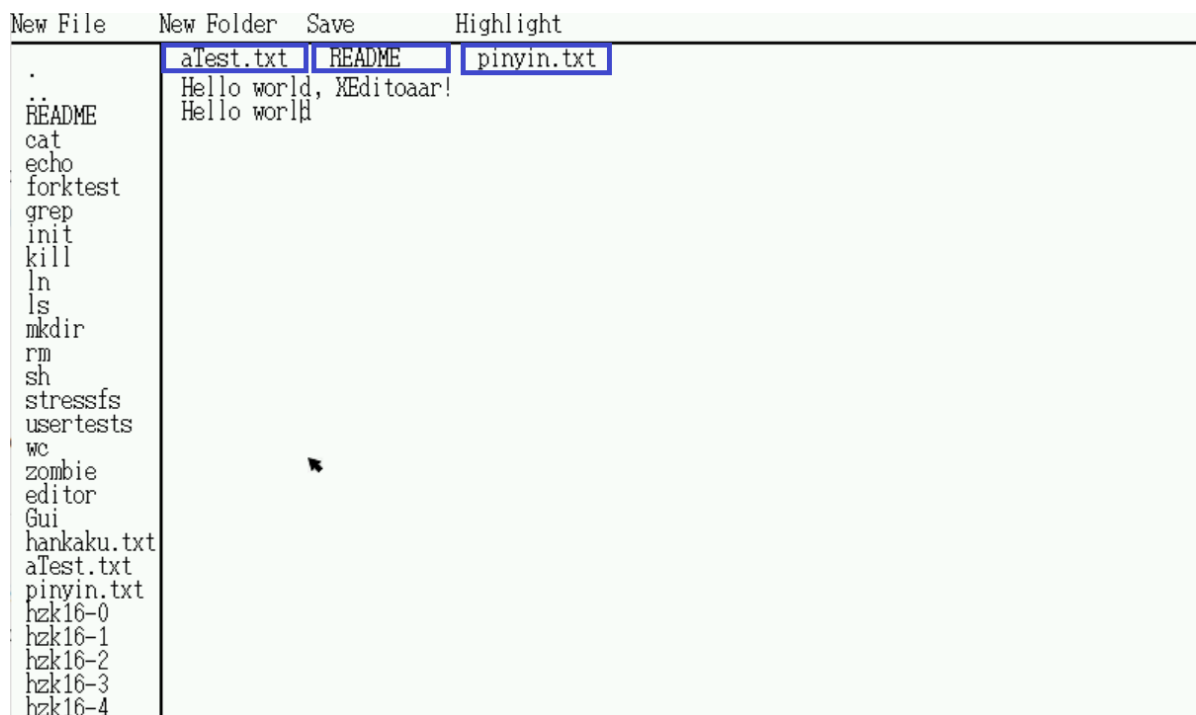 New File New Folder Save Highlight
aTest.txt README pinyin.txt
Hello world, XEditoaar!
Hello world
.
..
README
cat
echo
forktest
grep
init
kill
ln
ls
mkdir
rm
sh
stressfs
usertests
wc
zombie
editor
Gui
hankaku.txt
aTest.txt
pinyin.txt
hzk16-0
hzk16-1
hzk16-2
hzk16-3
hzk16-4